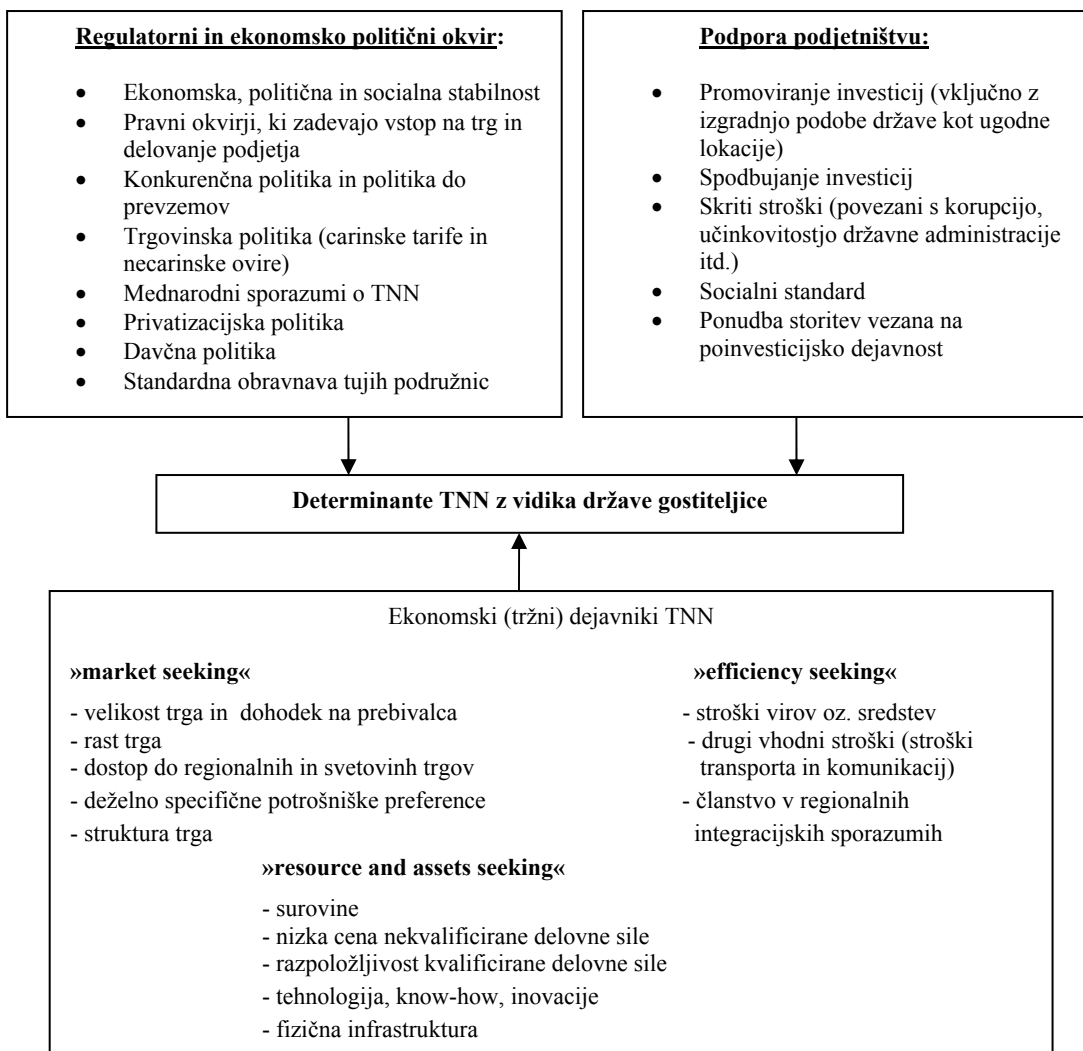 Regulatorni in ekonomsko politični okvir:
• Ekonomska, politična in socialna stabilnost
• Pravni okvirji, ki zadevajo vstop na trg in
delovanje podjetja
• Konkurenčna politika in politika do
prevzemov
• Trgovinska politika (carinske tarife in
necarinske ovire)
• Mednarodni sporazumi o TNN
• Privatizacijska politika
• Davčna politika
• Standardna obravnava tujih podružnic
Podpora podjetništvu:
• Promoviranje investicij (vključno z
izgradnjo podobe države kot ugodne
lokacije)
• Spodbujanje investicij
• Skriti stroški (povezani s korupcijo,
učinkovitostjo državne administracije
itd.)
• Socialni standard
• Ponudba storitev vezana na
poinvesticijsko dejavnost
Determinante TNN z vidika države gostiteljice
Ekonomski (tržni) dejavniki TNN
»market seeking«
- velikost trga in dohodek na prebivalca
- rast trga
- dostop do regionalnih in svetovinh trgov
- deželno specifične potrošniške preference
- struktura trga
»efficiency seeking«
- stroški virov oz. sredstev
- drugi vhodni stroški (stroški
transporta in komunikacij)
- članstvo v regionalnih
integracijskih sporazumih
»resource and assets seeking«
- surovine
- nizka cena nekvalificirane delovne sile
- razpoložljivost kvalificirane delovne sile
- tehnologija, know-how, inovacije
- fizična infrastruktura